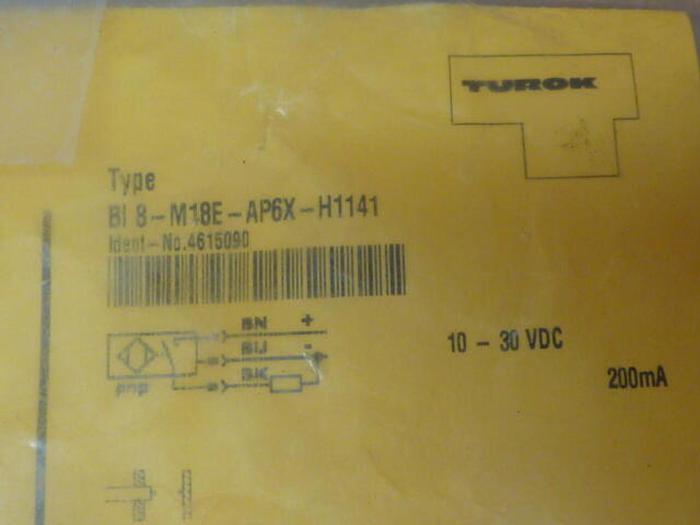 TURCK
Type
BI 8-M18E-AP6X-H1141
Ident-No.4615090
BN +
BU -
BK
pnp
10 - 30 VDC
200mA